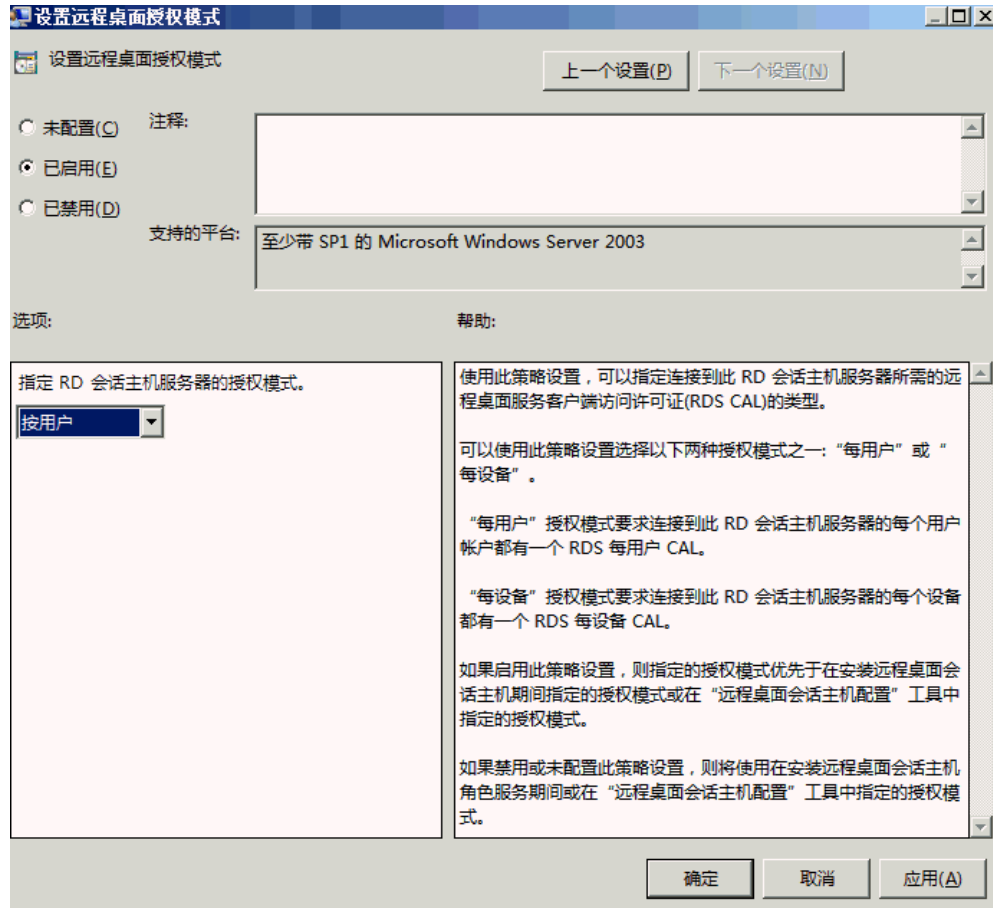 设置远程桌面授权模式
设置远程桌面授权模式
上一个设置(P)
下一个设置(N)
未配置(C)
注释:
已启用(E)
已禁用(D)
支持的平台:
至少带 SP1 的 Microsoft Windows Server 2003
选项:
帮助:
指定 RD 会话主机服务器的授权模式。
按用户
使用此策略设置，可以指定连接到此 RD 会话主机服务器所需的远
程桌面服务客户端访问许可证(RDS CAL)的类型。
可以使用此策略设置选择以下两种授权模式之一:“每用户”或“
每设备”。
“每用户”授权模式要求连接到此 RD 会话主机服务器的每个用户
帐户都有一个 RDS 每用户 CAL。
“每设备”授权模式要求连接到此 RD 会话主机服务器的每个设备
都有一个 RDS 每设备 CAL。
如果启用此策略设置，则指定的授权模式优先于在安装远程桌面会
话主机期间指定的授权模式或在“远程桌面会话主机配置”工具中
指定的授权模式。
如果禁用或未配置此策略设置，则将使用在安装远程桌面会话主机
角色服务期间或在“远程桌面会话主机配置”工具中指定的授权模
式。
确定
取消
应用(A)